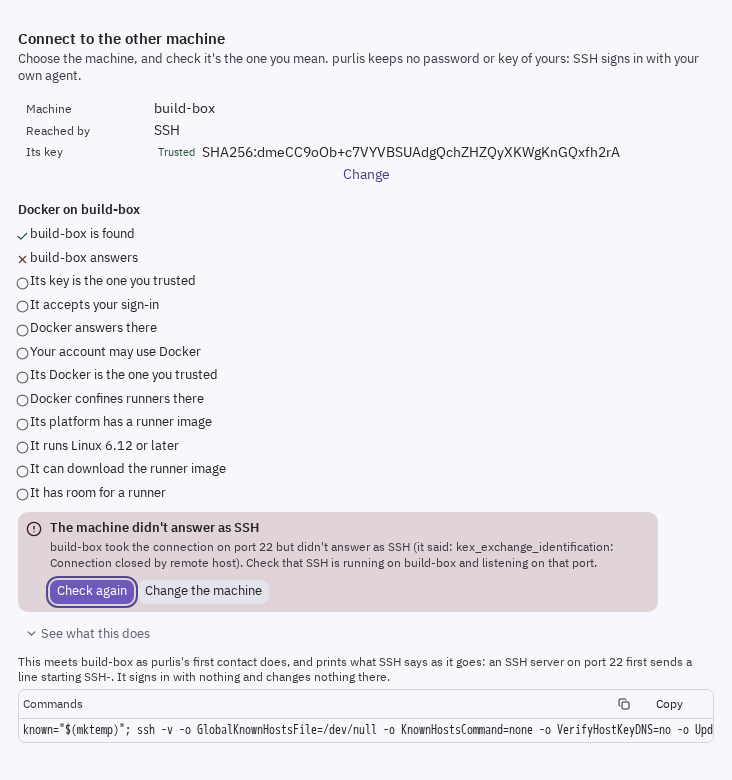 Connect to the other machine
Choose the machine, and check it's the one you mean. purlis keeps no password or key of yours: SSH signs in with your
own agent.
Machine build-box
Reached by SSH
Its key Trusted SHA256:dmeCC9oOb+c7VYVBSUAdgQchZHZQyXKWgKnGQxfh2rA
Change
Docker on build-box
build-box is found
build-box answers
Its key is the one you trusted
It accepts your sign-in
Docker answers there
Your account may use Docker
Its Docker is the one you trusted
Docker confines runners there
Its platform has a runner image
It runs Linux 6.12 or later
It can download the runner image
It has room for a runner
The machine didn't answer as SSH
build-box took the connection on port 22 but didn't answer as SSH (it said: kex_exchange_identification:
Connection closed by remote host). Check that SSH is running on build-box and listening on that port.
Check again Change the machine
See what this does
This meets build-box as purlis's first contact does, and prints what SSH says as it goes: an SSH server on port 22 first sends a
line starting SSH-. It signs in with nothing and changes nothing there.
Commands Copy
known="$(mktemp)"; ssh -v -o GlobalKnownHostsFile=/dev/null -o KnownHostsCommand=none -o VerifyHostKeyDNS=no -o Upd